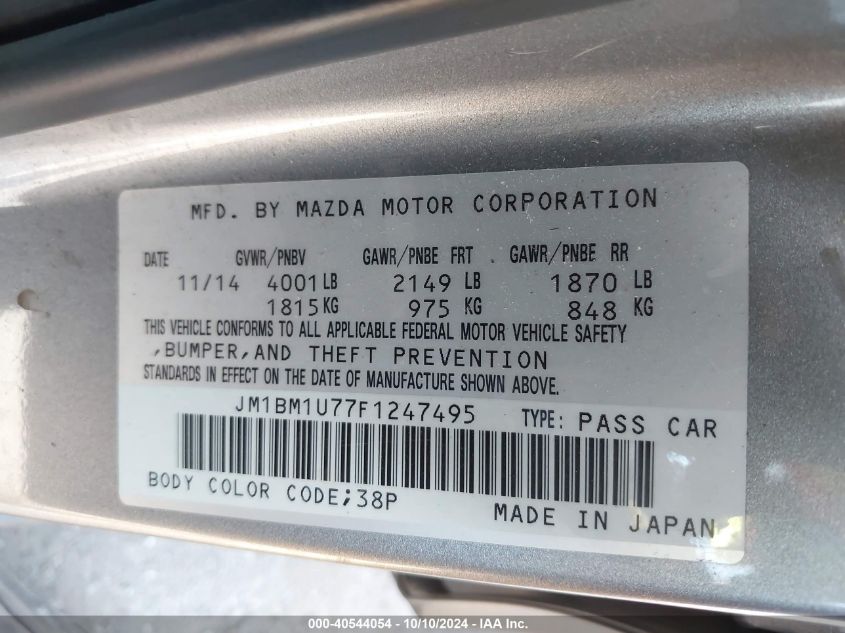 MFD. BY MAZDA MOTOR CORPORATION
DATE GVWR/PNBV GAWR/PNBE FRT GAWR/PNBE RR
11/14 4001LB 2149 LB 1870 LB
1815KG 975 KG 848 KG
THIS VEHICLE CONFORMS TO ALL APPLICABLE FEDERAL MOTOR VEHICLE SAFETY
,BUMPER,AND THEFT PREVENTION
STANDARDS IN EFFECT ON THE DATE OF MANUFACTURE SHOWN ABOVE.
JM1BM1U77F1247495 TYPE: PASS CAR
BODY COLOR CODE;38P
MADE IN JAPAN
000-40544054 - 10/10/2024 - IAA Inc.